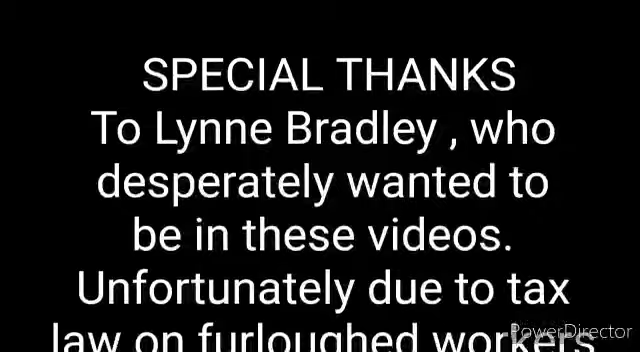 SPECIAL THANKS
To Lynne Bradley , who
desperately wanted to
be in these videos.
Unfortunately due to tax
law on furloughed workers
PowerDirector